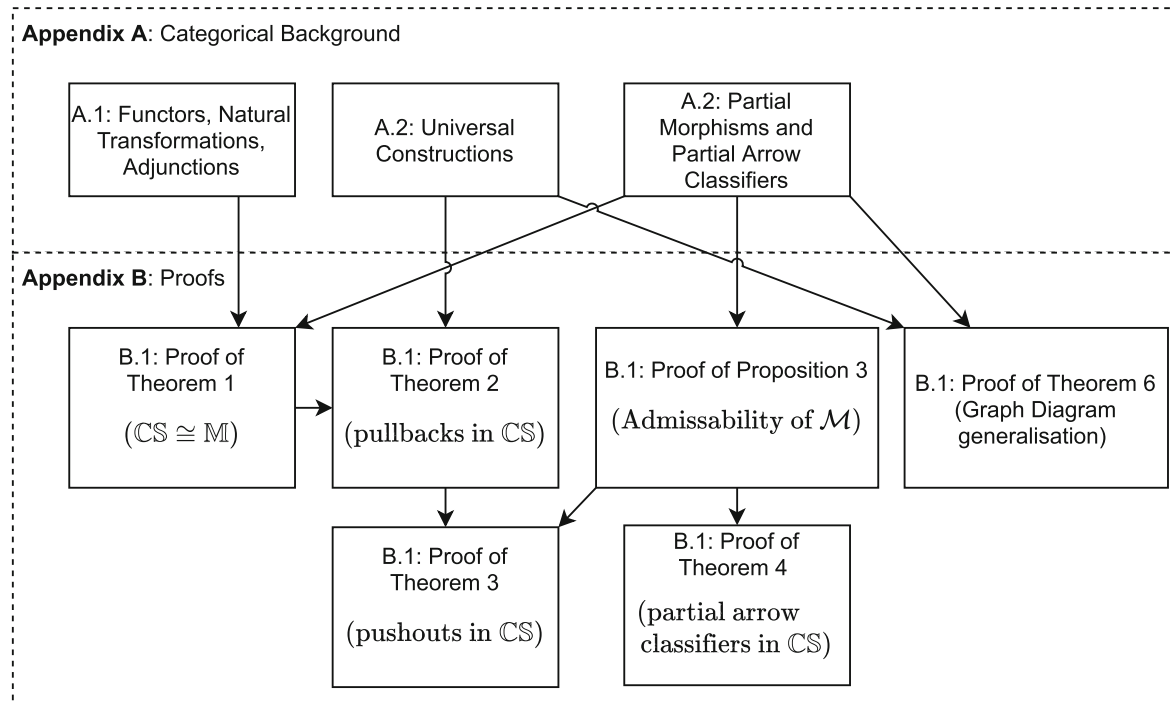 Appendix A: Categorical Background
A.1: Functors, Natural
Transformations,
Adjunctions
A.2: Universal
Constructions
A.2: Partial
Morphisms and
Partial Arrow
Classifiers
Appendix B: Proofs
B.1: Proof of
Theorem 1
(ℂ𝕊 ≅ 𝕄)
B.1: Proof of
Theorem 2
(pullbacks in ℂ𝕊)
B.1: Proof of Proposition 3
(Admissability of ℳ)
B.1: Proof of Theorem 6
(Graph Diagram
generalisation)
B.1: Proof of
Theorem 3
(pushouts in ℂ𝕊)
B.1: Proof of
Theorem 4
(partial arrow
classifiers in ℂ𝕊)